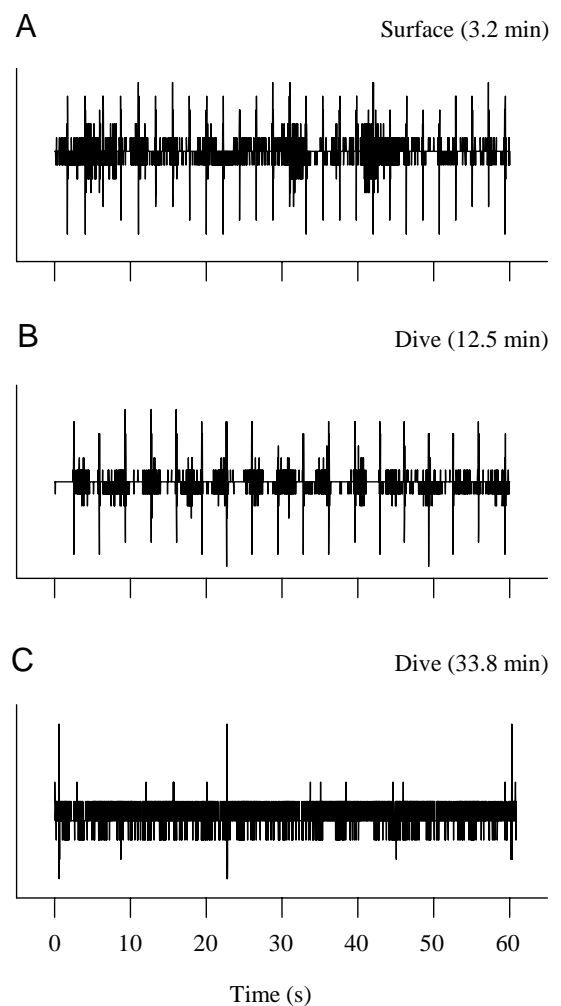 A
Surface (3.2 min)
B
Dive (12.5 min)
C
Dive (33.8 min)
0 10 20 30 40 50 60
Time (s)